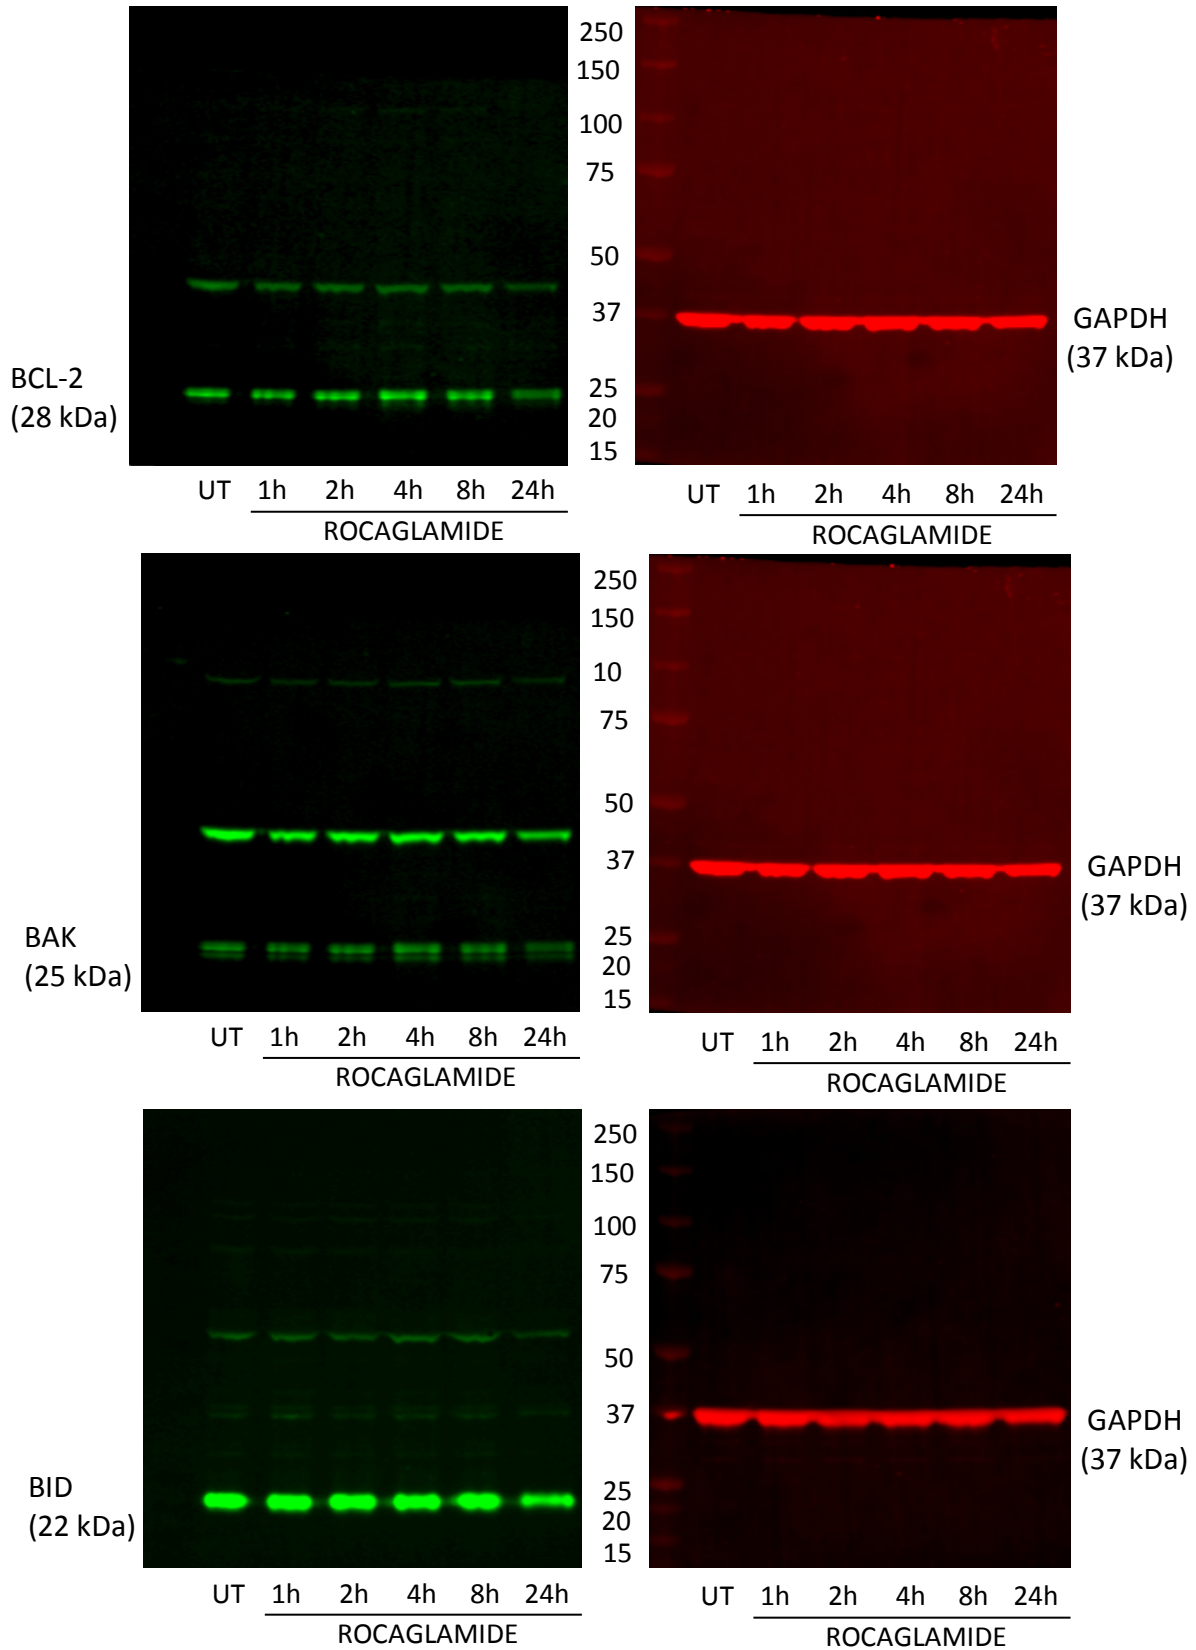 250
150
100
75
50
37
25
20
15
BCL-2
(28 kDa)
GAPDH
(37 kDa)
UT 1h 2h 4h 8h 24h
ROCAGLAMIDE
UT 1h 2h 4h 8h 24h
ROCAGLAMIDE
250
150
10
75
50
37
25
20
15
BAK
(25 kDa)
GAPDH
(37 kDa)
UT 1h 2h 4h 8h 24h
ROCAGLAMIDE
UT 1h 2h 4h 8h 24h
ROCAGLAMIDE
250
150
100
75
50
37
25
20
15
BID
(22 kDa)
GAPDH
(37 kDa)
UT 1h 2h 4h 8h 24h
ROCAGLAMIDE
UT 1h 2h 4h 8h 24h
ROCAGLAMIDE